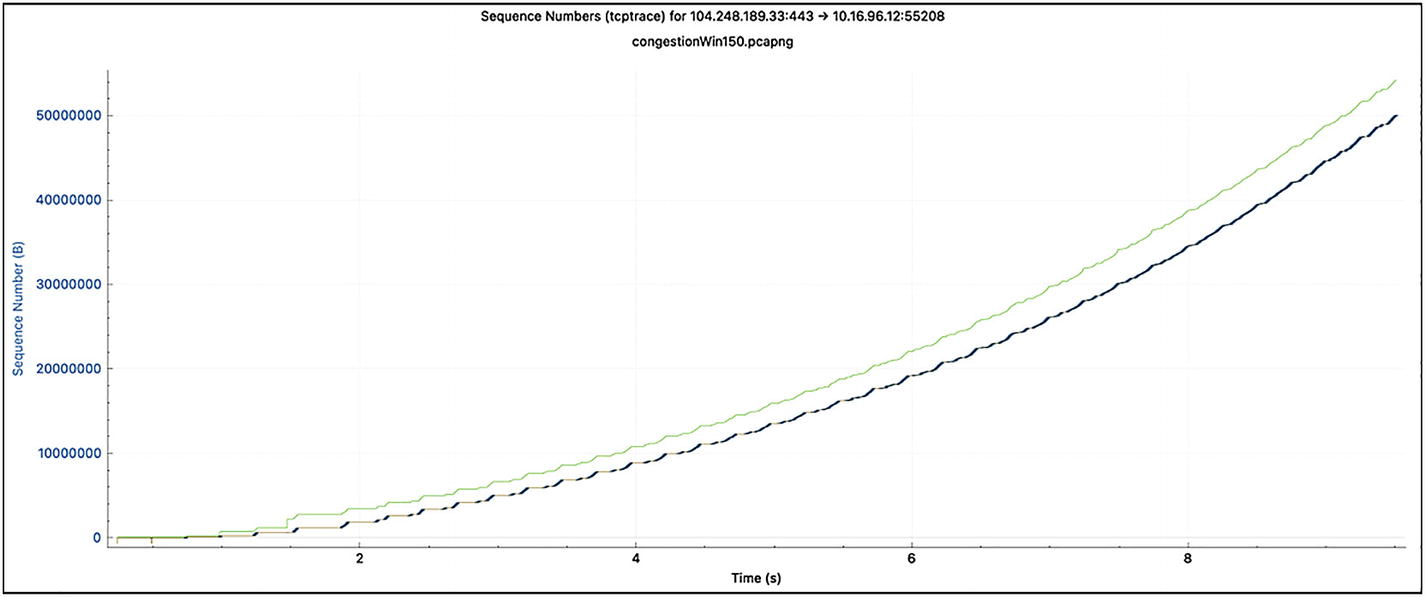 Sequence Numbers (tcptrace) for 104.248.189.33:443 → 10.16.96.12:55208
congestionWin150.pcapng
Sequence Number (B)
50000000
40000000
30000000
20000000
10000000
0
2 4 6 8
Time (s)